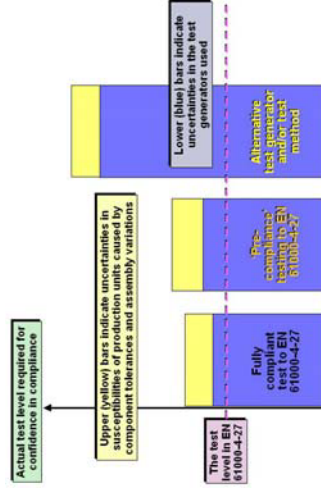 Actual test level required for
confidence in compliance
Upper (yellow) bars indicate uncertainties in
susceptibilities of production units caused by
component tolerances and assembly variations
Lower (blue) bars indicate
uncertainties in the test
generators used
The test
level in EN
61000-4-27
Fully
compliant
test to EN
61000-4-27
'Pre-
compliance'
testing to EN
61000-4-27
Alternative
test generator
and/or test
method